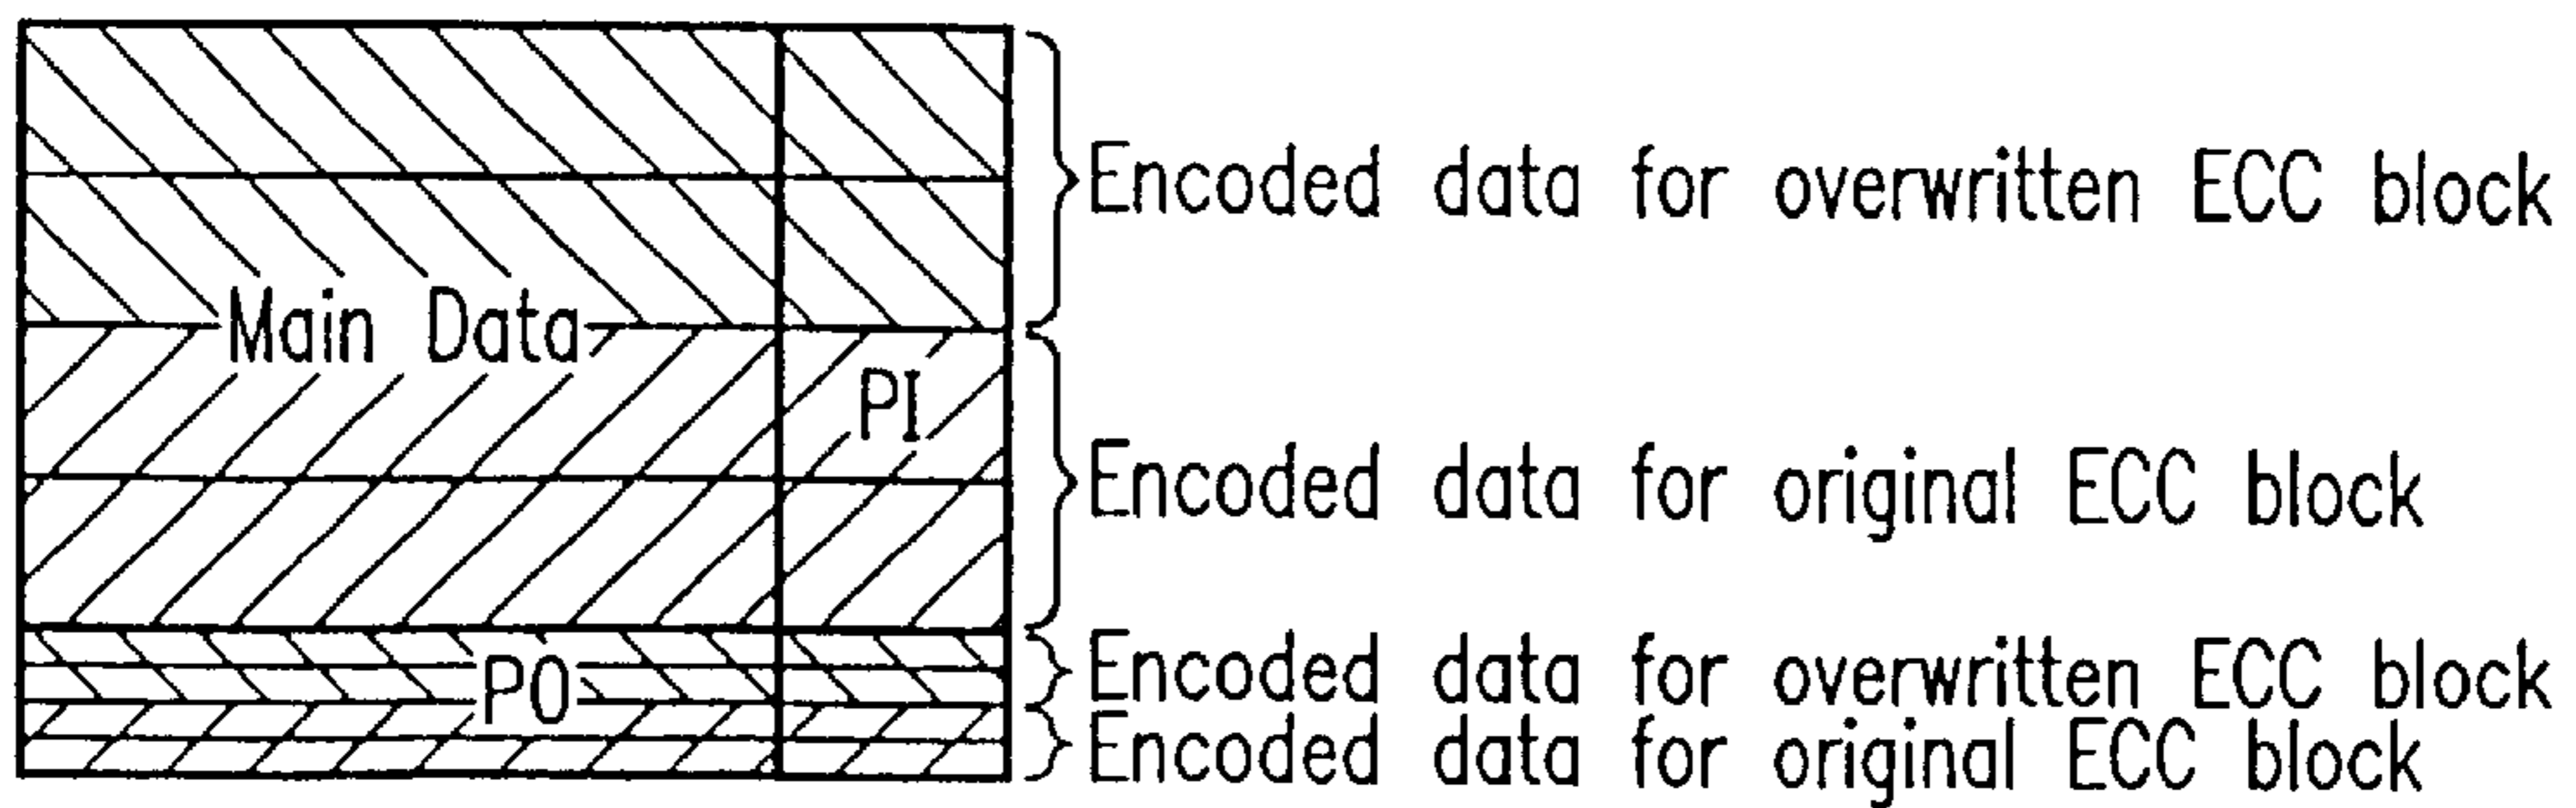 Encoded data for overwritten ECC block
Main Data
PI
Encoded data for original ECC block
Encoded data for overwritten ECC block
PO
Encoded data for original ECC block